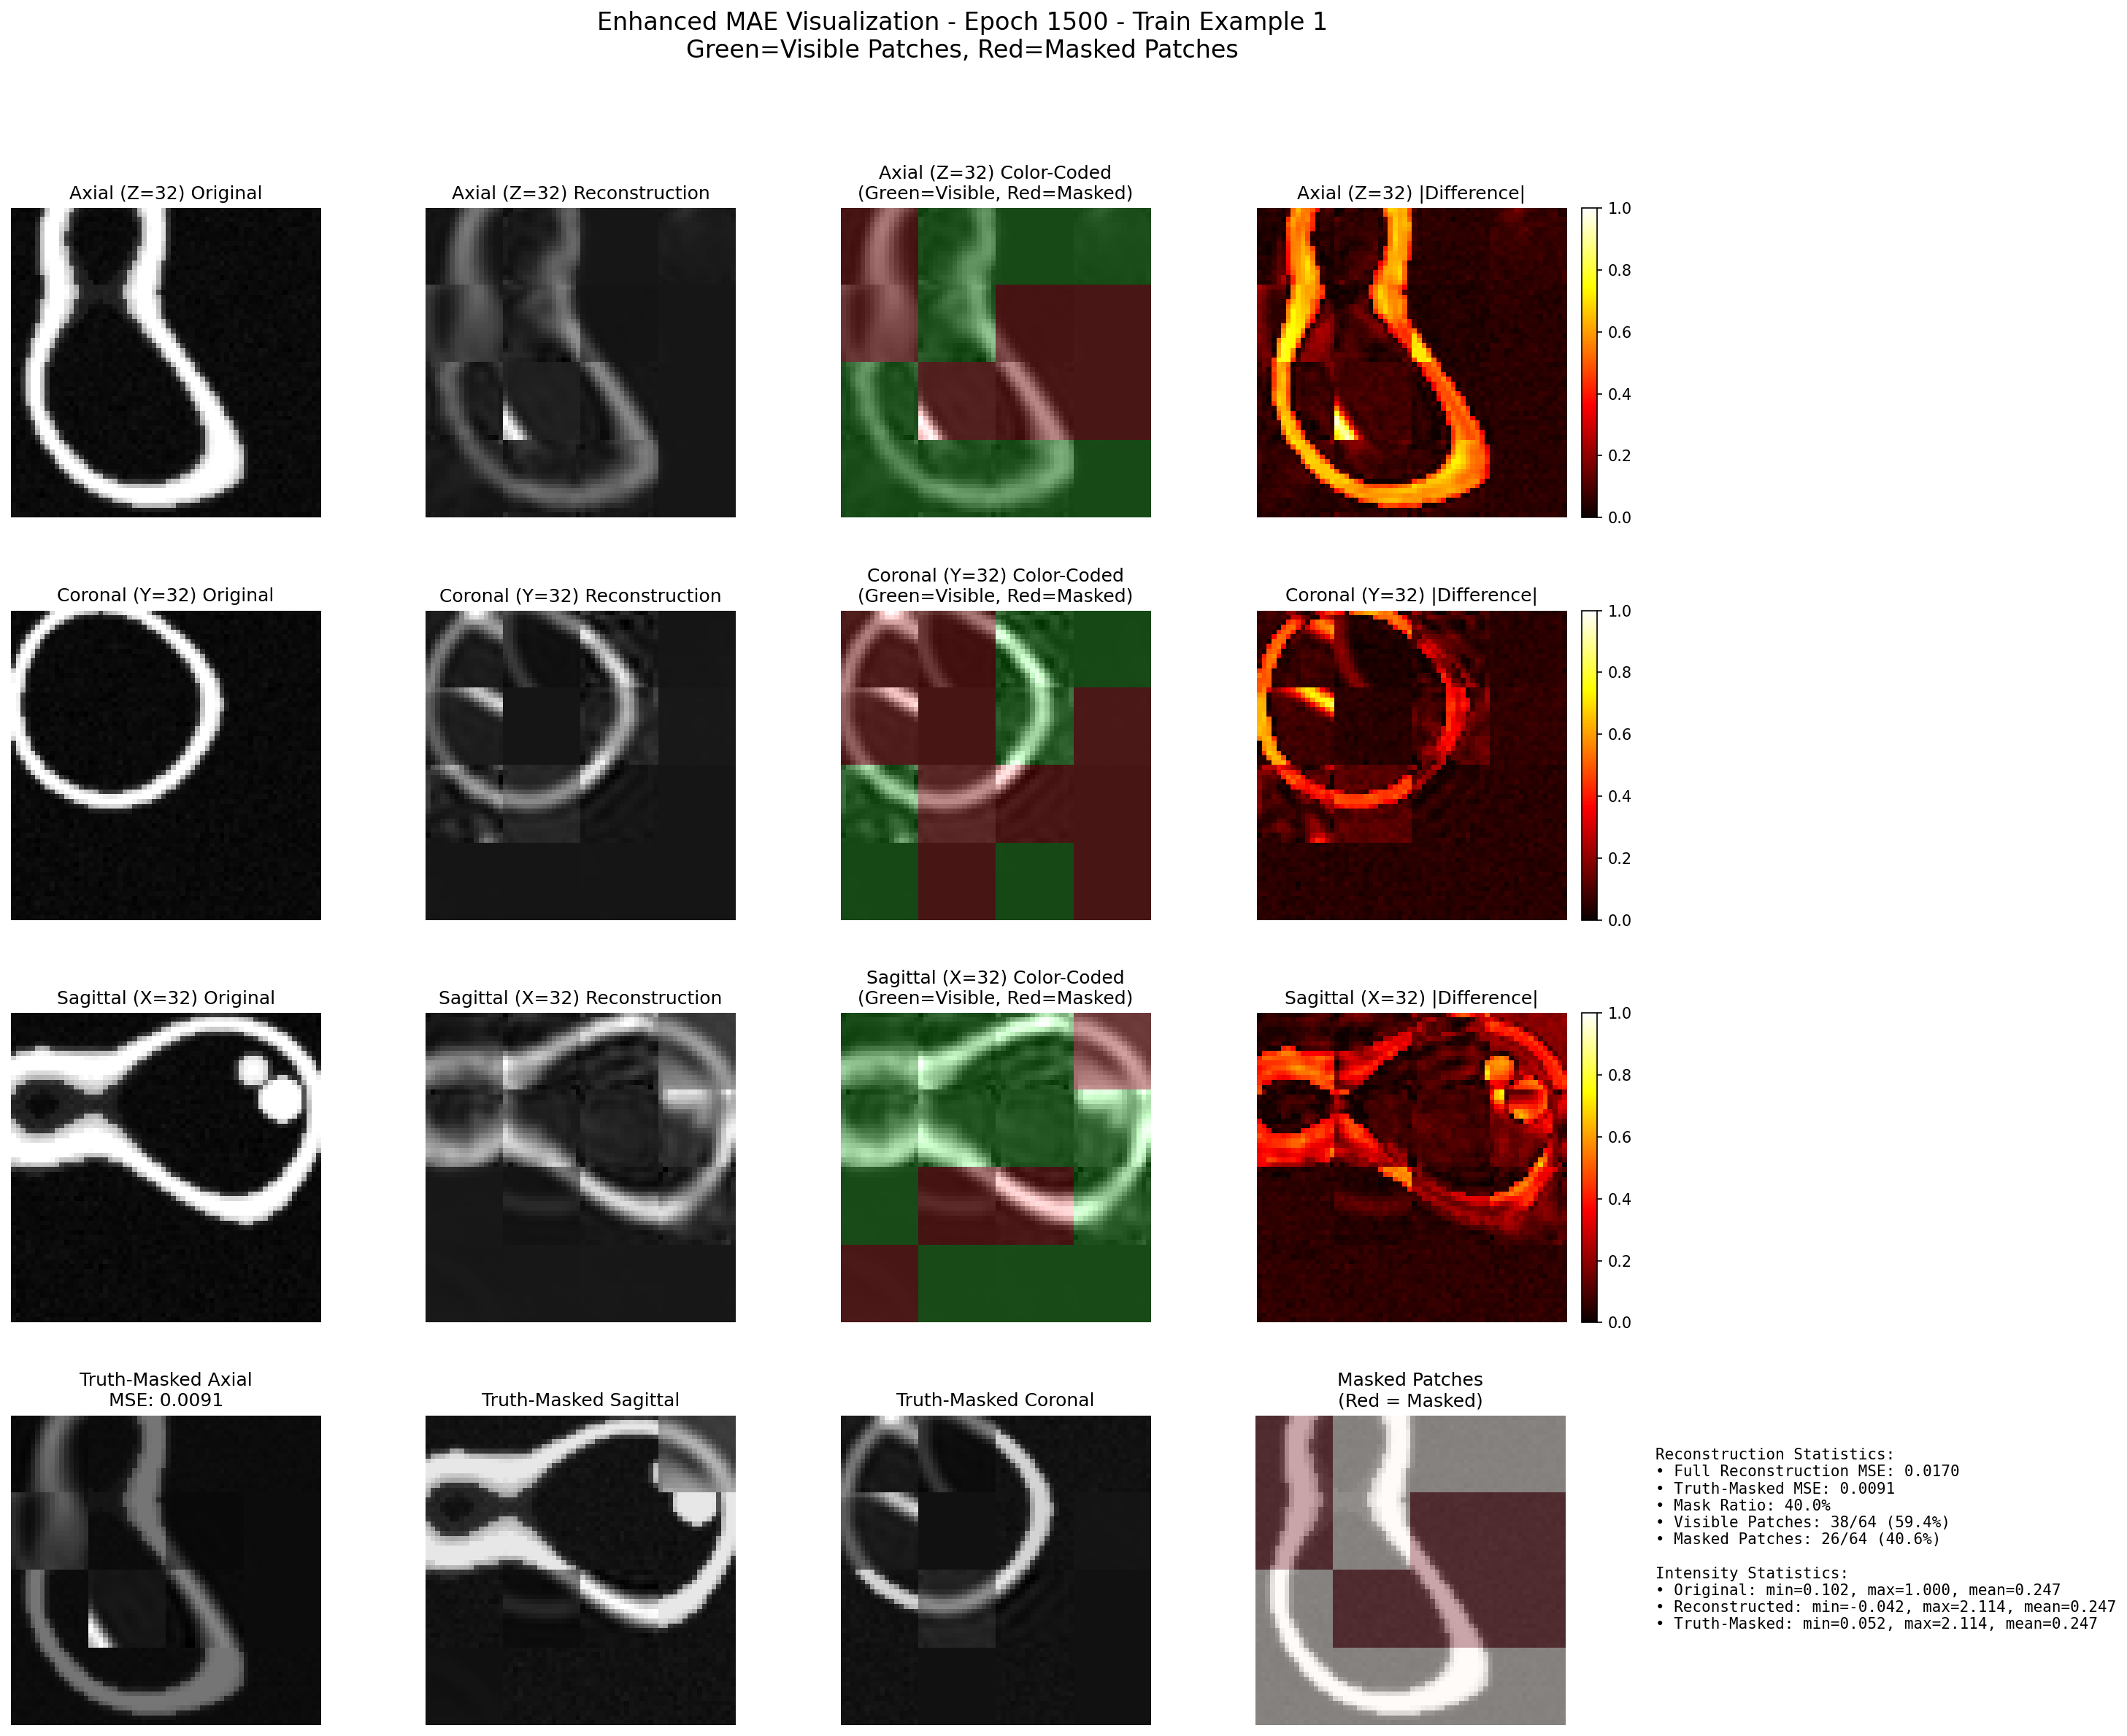 Enhanced MAE Visualization - Epoch 1500 - Train Example 1
Green=Visible Patches, Red=Masked Patches
Axial (Z=32) Original
Axial (Z=32) Reconstruction
Axial (Z=32) Color-Coded
(Green=Visible, Red=Masked)
Axial (Z=32) |Difference|
1.0
0.8
0.6
0.4
0.2
0.0
Coronal (Y=32) Original
Coronal (Y=32) Reconstruction
Coronal (Y=32) Color-Coded
(Green=Visible, Red=Masked)
Coronal (Y=32) |Difference|
1.0
0.8
0.6
0.4
0.2
0.0
Sagittal (X=32) Original
Sagittal (X=32) Reconstruction
Sagittal (X=32) Color-Coded
(Green=Visible, Red=Masked)
Sagittal (X=32) |Difference|
1.0
0.8
0.6
0.4
0.2
0.0
Truth-Masked Axial
MSE: 0.0091
Truth-Masked Sagittal
Truth-Masked Coronal
Masked Patches
(Red = Masked)
Reconstruction Statistics:
• Full Reconstruction MSE: 0.0170
• Truth-Masked MSE: 0.0091
• Mask Ratio: 40.0%
• Visible Patches: 38/64 (59.4%)
• Masked Patches: 26/64 (40.6%)
Intensity Statistics:
• Original: min=0.102, max=1.000, mean=0.247
• Reconstructed: min=-0.042, max=2.114, mean=0.247
• Truth-Masked: min=0.052, max=2.114, mean=0.247